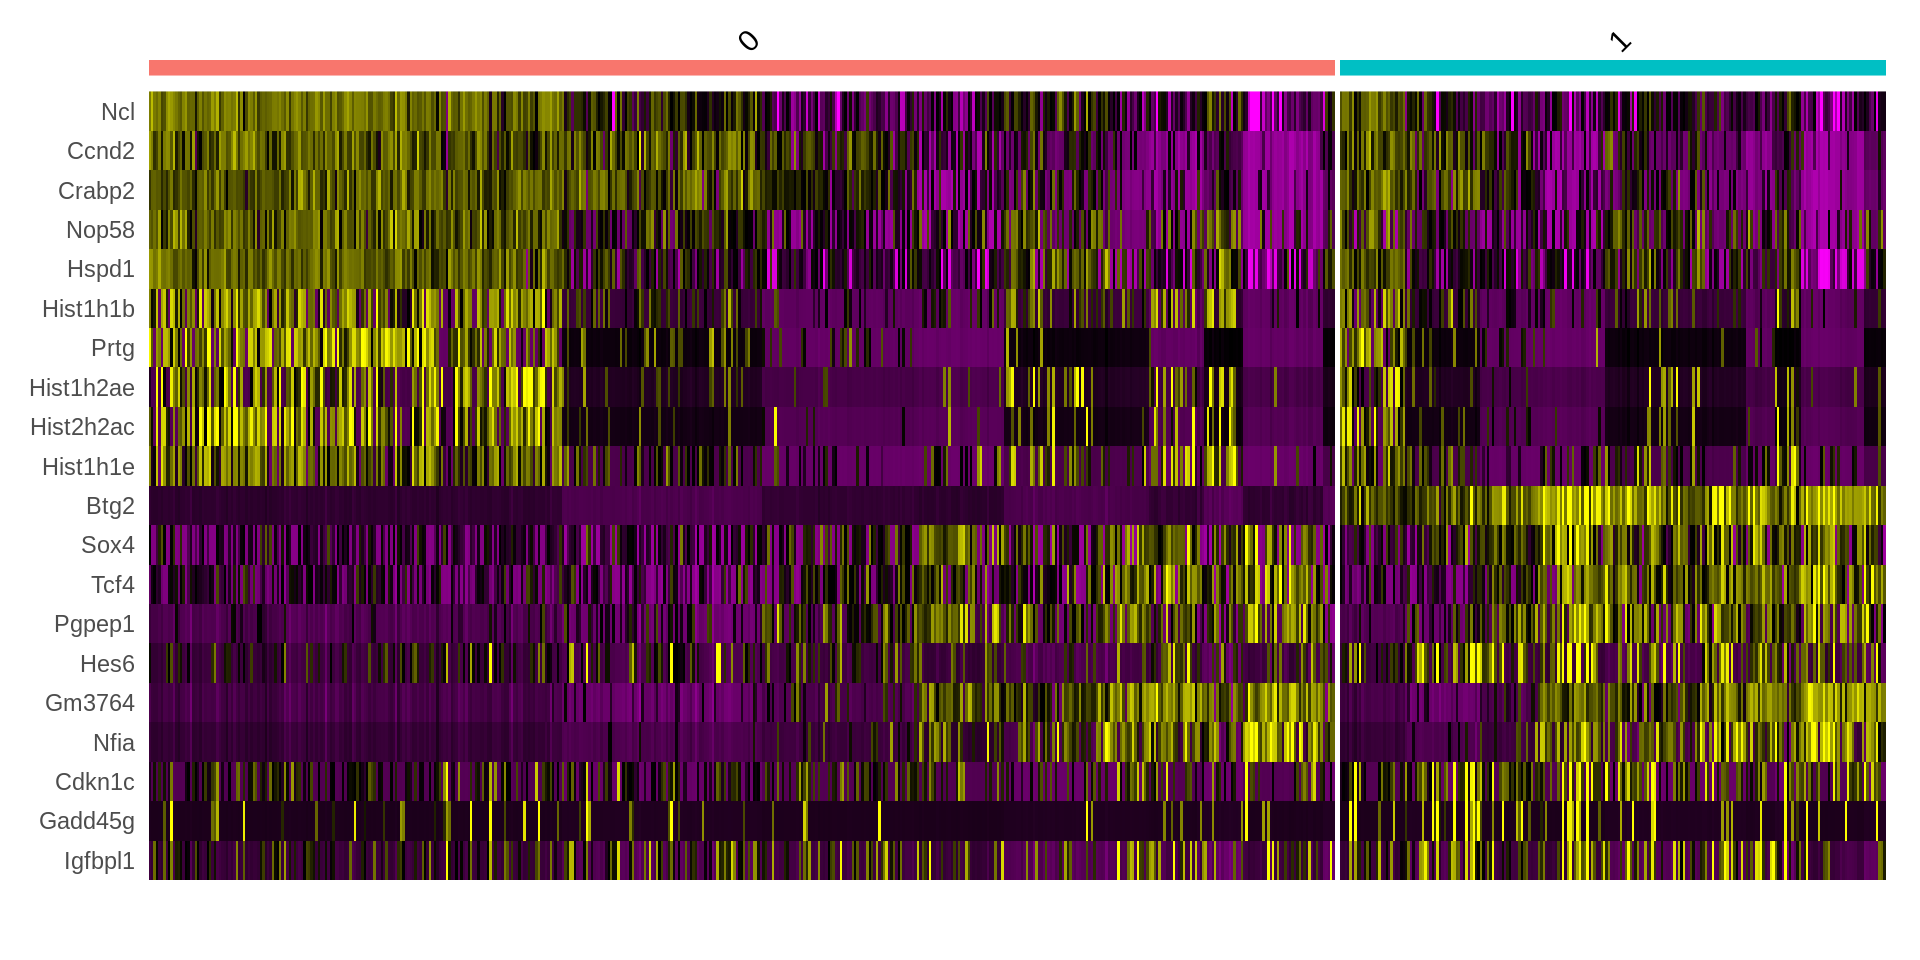 0
1
Ncl
Ccnd2
Crabp2
Nop58
Hspd1
Hist1h1b
Prtg
Hist1h2ae
Hist2h2ac
Hist1h1e
Btg2
Sox4
Tcf4
Pgpep1
Hes6
Gm3764
Nfia
Cdkn1c
Gadd45g
Igfbpl1